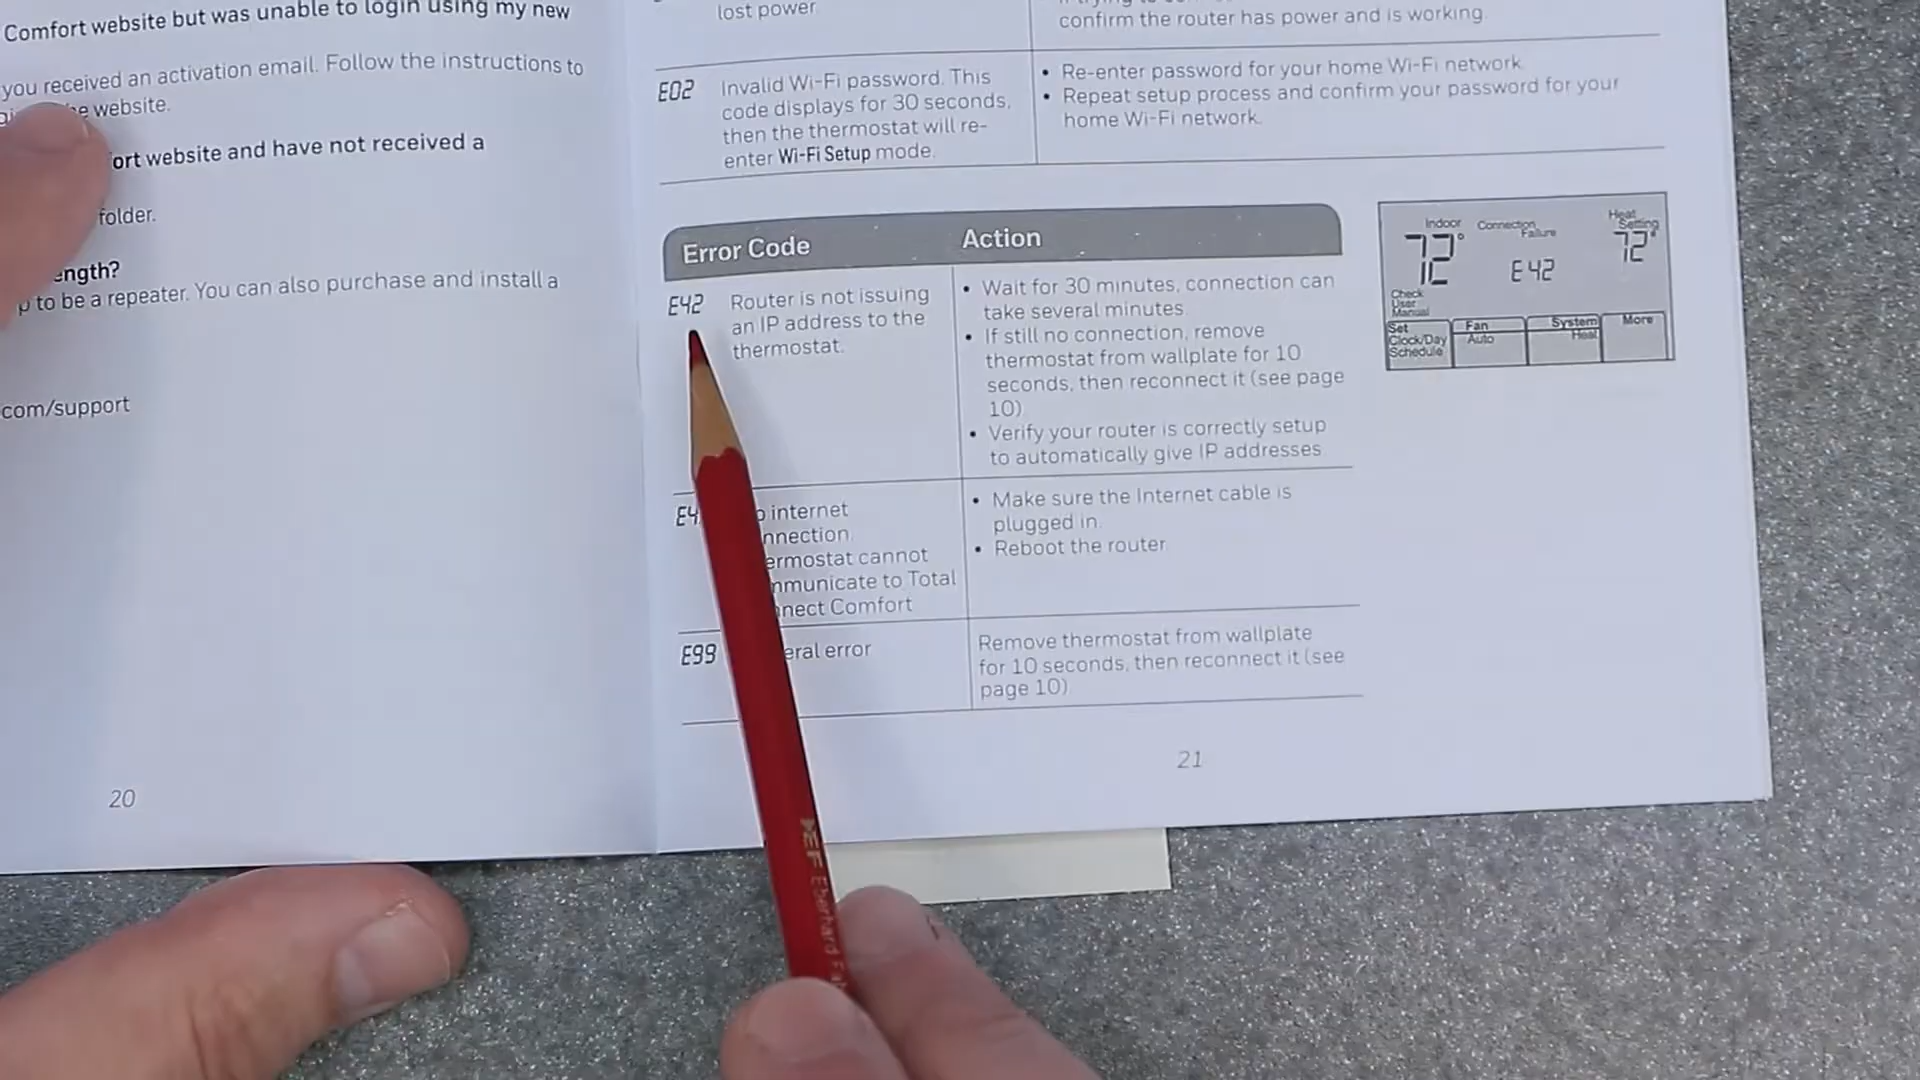 Comfort website but was unable to login using my new
you received an activation email. Follow the instructions to
website.
ort website and have not received a
folder.
ength?
to be a repeater. You can also purchase and install a
com/support
20
lost power.
confirm the router has power and is working.
E02
Invalid Wi-Fi password. This
code displays for 30 seconds,
then the thermostat will re-
enter Wi-Fi Setup mode.
• Re-enter password for your home Wi-Fi network.
• Repeat setup process and confirm your password for your
home Wi-Fi network.
Error Code Action
E42
Router is not issuing
an IP address to the
thermostat.
• Wait for 30 minutes, connection can
take several minutes.
• If still no connection, remove
thermostat from wallplate for 10
seconds, then reconnect it (see page
10)
• Verify your router is correctly setup
to automatically give IP addresses
internet
nnection
ermostat cannot
mmunicate to Total
nnect Comfort
• Make sure the Internet cable is
plugged in.
• Reboot the router
E99
eral error
Remove thermostat from wallplate
for 10 seconds, then reconnect it (see
page 10)
21
Indoor
72°
Connection
Failure
E42
Heat
Setting
72°
Check
User
Manual
Set
Clock/Day
Schedule
Fan
Auto
System
Heat
More
EF Eberhard Fa